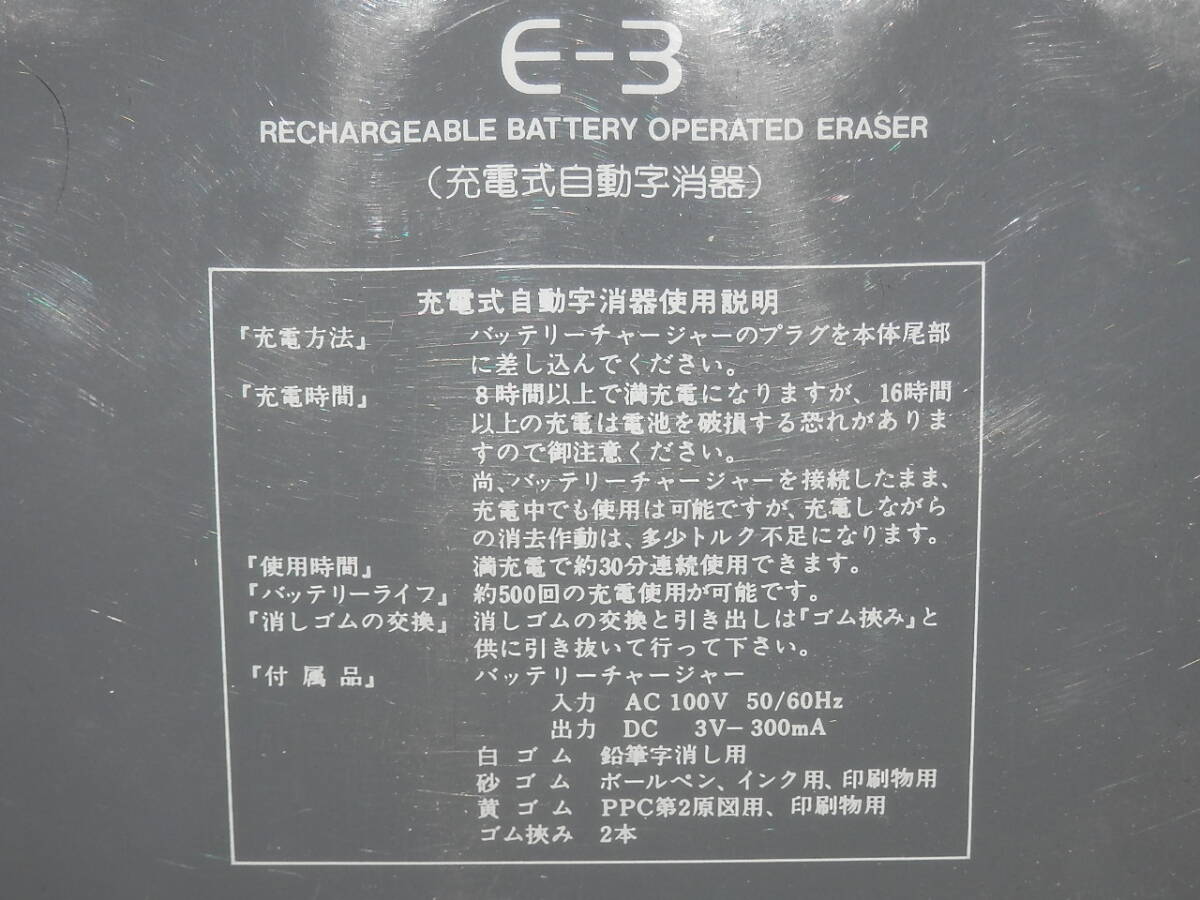 E-3
RECHARGEABLE BATTERY OPERATED ERASER
（充電式自動字消器）
充電式自動字消器使用説明
『充電方法』 バッテリーチャージャーのプラグを本体尾部
に差し込んでください。
『充電時間』 8時間以上で満充電になりますが、16時間
以上の充電は電池を破損する恐れがありま
すので御注意ください。
尚、バッテリーチャージャーを接続したまま、
充電中でも使用は可能ですが、充電しながら
の消去作動は、多少トルク不足になります。
『使用時間』 満充電で約30分連続使用できます。
『バッテリーライフ』 約500回の充電使用が可能です。
『消しゴムの交換』 消しゴムの交換と引き出しは『ゴム挟み』と
供に引き抜いて行って下さい。
『付属品』 バッテリーチャージャー
入力 AC 100V 50/60Hz
出力 DC 3V-300mA
白ゴム 鉛筆字消し用
砂ゴム ボールペン、インク用、印刷物用
黄ゴム PPC第2原図用、印刷物用
ゴム挟み 2本